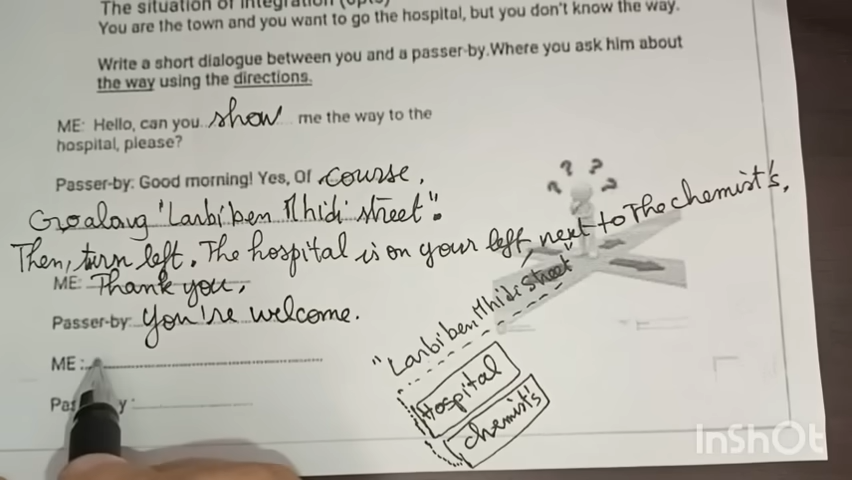 The situation of integration (6pts)
You are the town and you want to go the hospital, but you don't know the way.
Write a short dialogue between you and a passer-by.Where you ask him about
the way using the directions.
ME: Hello, can you show me the way to the
hospital, please?
Passer-by: Good morning! Yes, Of course,
Go along "Larbi ben M'hidi street".
Then, turn left. The hospital is on your left, next to The chemist's.
ME: Thank you,
Passer-by: You're welcome.
ME:
? ? ? ?
"Larbi ben M'hidi street"
Hospital
chemist's
InShOt